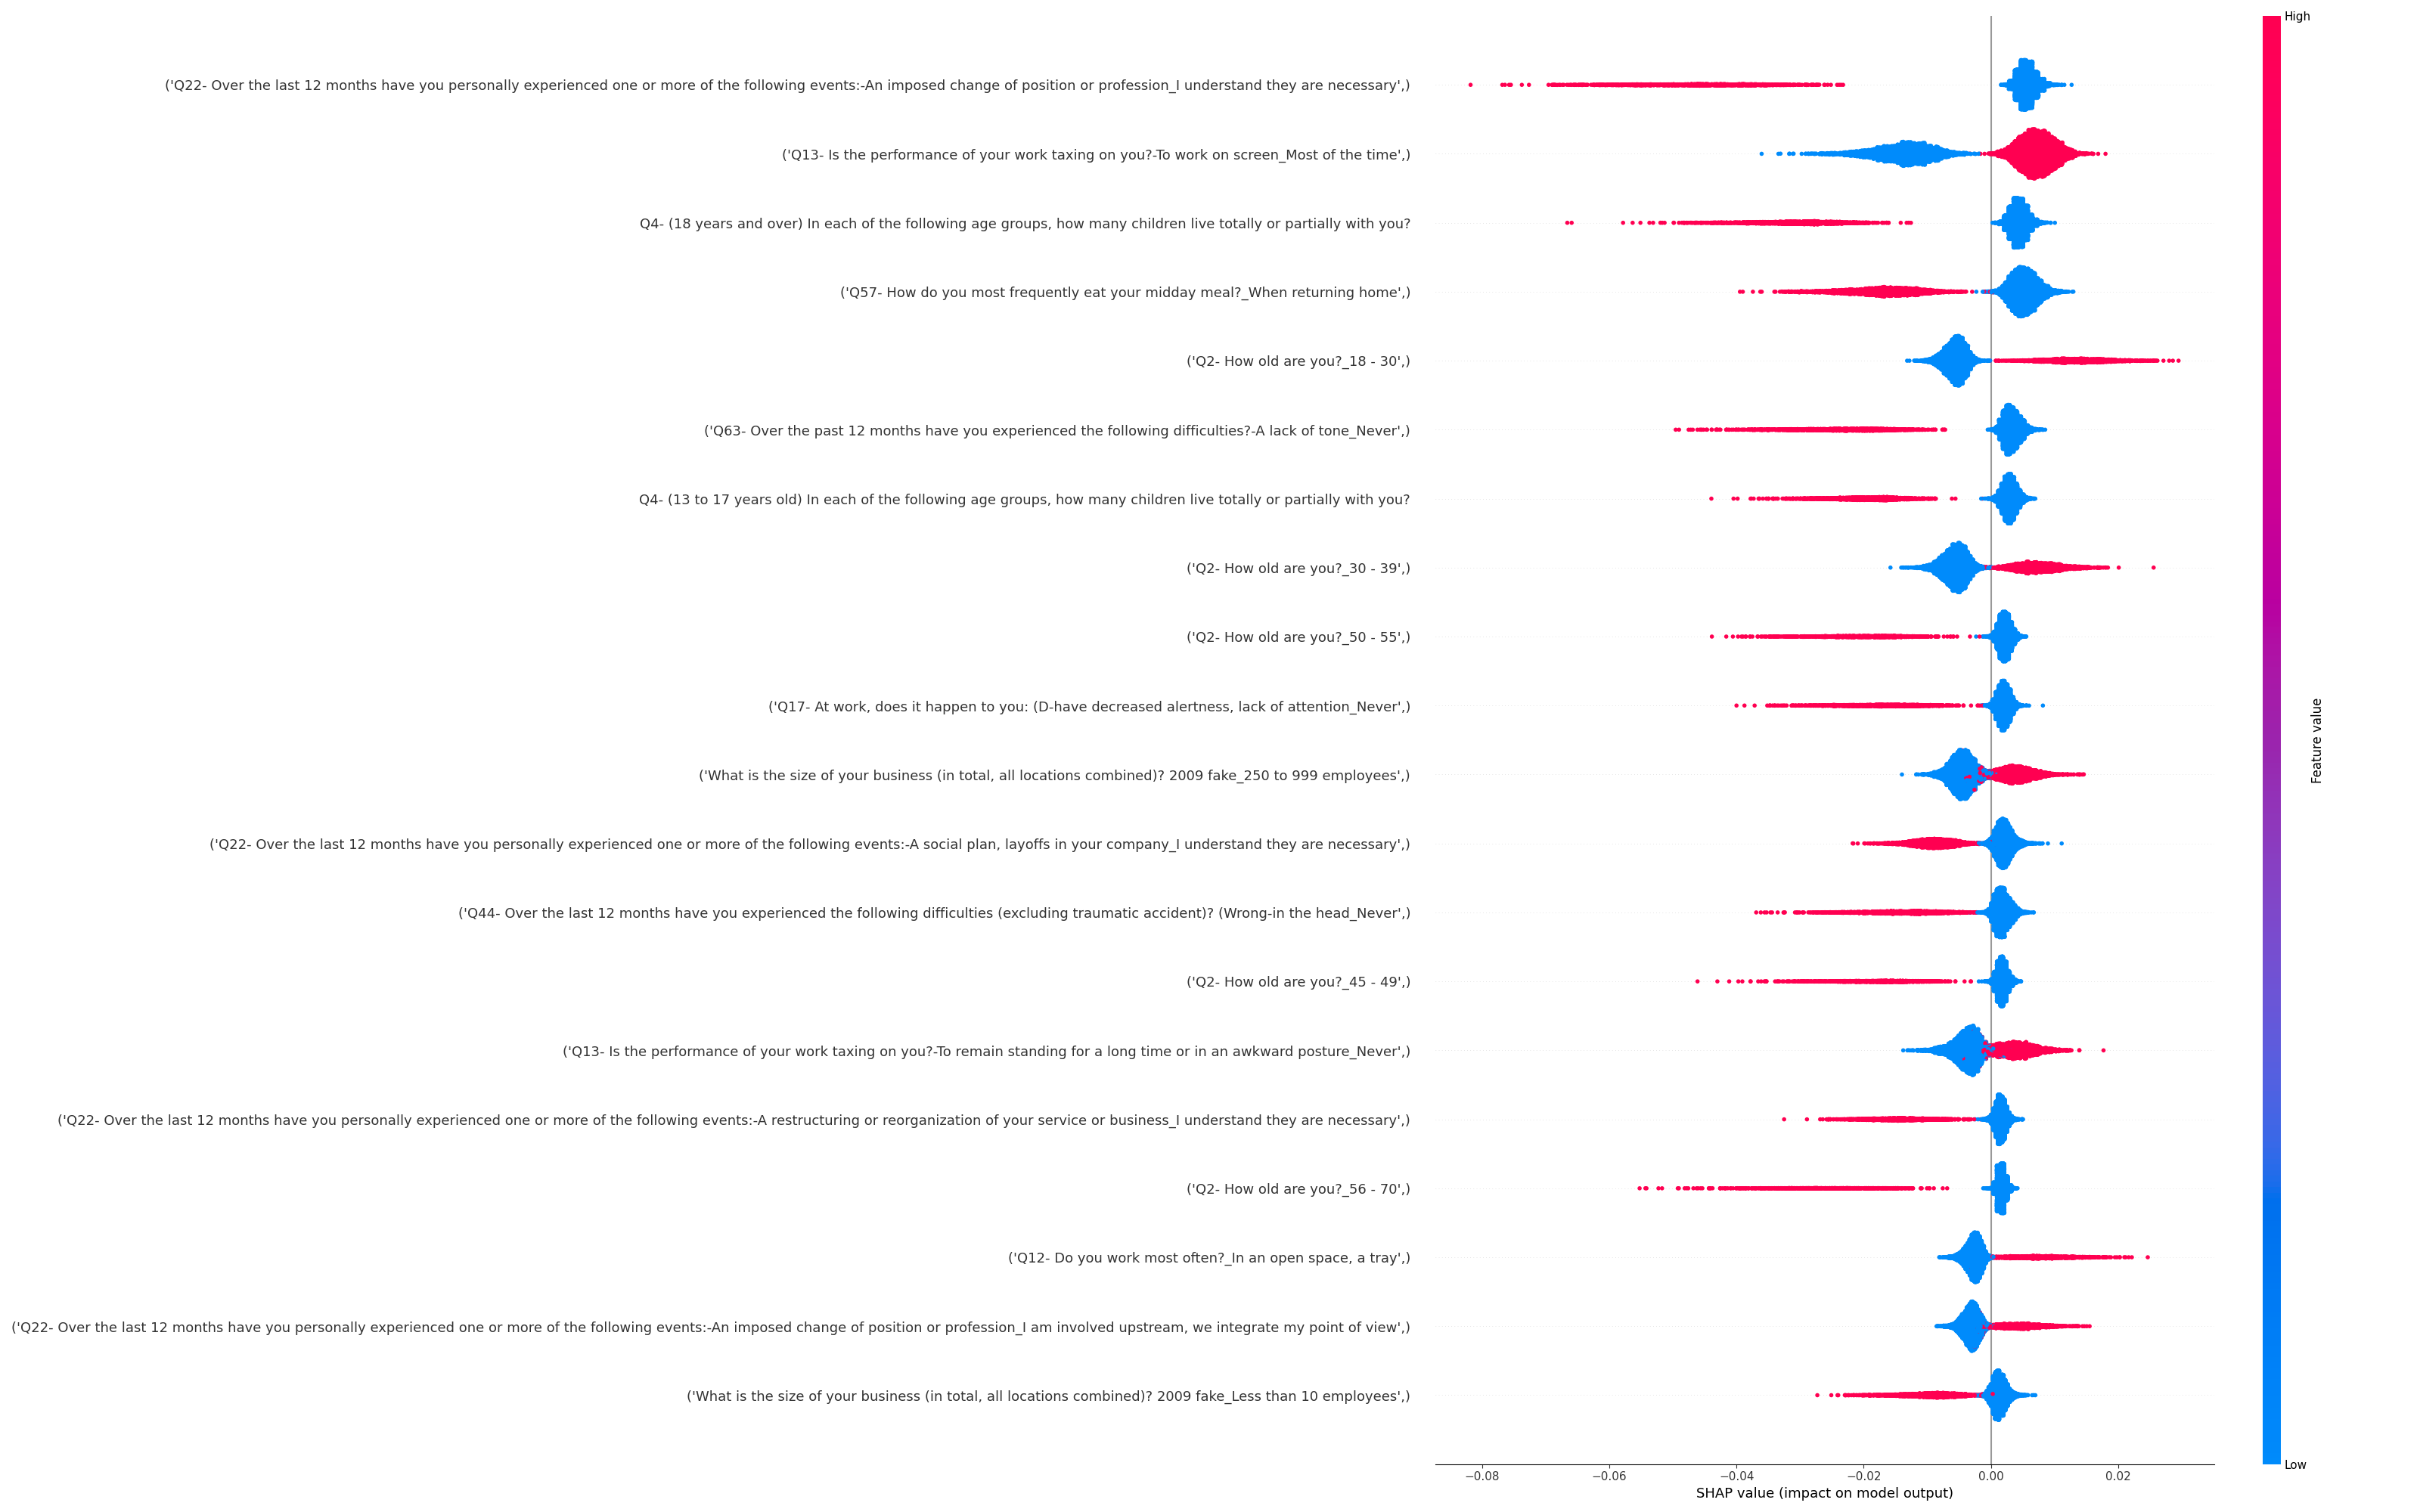 High
('Q22- Over the last 12 months have you personally experienced one or more of the following events:-An imposed change of position or profession_I understand they are necessary',)
('Q13- Is the performance of your work taxing on you?-To work on screen_Most of the time',)
Q4- (18 years and over) In each of the following age groups, how many children live totally or partially with you?
('Q57- How do you most frequently eat your midday meal?_When returning home',)
('Q2- How old are you?_18 - 30',)
('Q63- Over the past 12 months have you experienced the following difficulties?-A lack of tone_Never',)
Q4- (13 to 17 years old) In each of the following age groups, how many children live totally or partially with you?
('Q2- How old are you?_30 - 39',)
('Q2- How old are you?_50 - 55',)
('Q17- At work, does it happen to you: (D-have decreased alertness, lack of attention_Never',)
('What is the size of your business (in total, all locations combined)? 2009 fake_250 to 999 employees',)
('Q22- Over the last 12 months have you personally experienced one or more of the following events:-A social plan, layoffs in your company_I understand they are necessary',)
('Q44- Over the last 12 months have you experienced the following difficulties (excluding traumatic accident)? (Wrong-in the head_Never',)
('Q2- How old are you?_45 - 49',)
('Q13- Is the performance of your work taxing on you?-To remain standing for a long time or in an awkward posture_Never',)
('Q22- Over the last 12 months have you personally experienced one or more of the following events:-A restructuring or reorganization of your service or business_I understand they are necessary',)
('Q2- How old are you?_56 - 70',)
('Q12- Do you work most often?_In an open space, a tray',)
('Q22- Over the last 12 months have you personally experienced one or more of the following events:-An imposed change of position or profession_I am involved upstream, we integrate my point of view',)
('What is the size of your business (in total, all locations combined)? 2009 fake_Less than 10 employees',)
Feature value
Low
−0.08 −0.06 −0.04 −0.02 0.00 0.02
SHAP value (impact on model output)